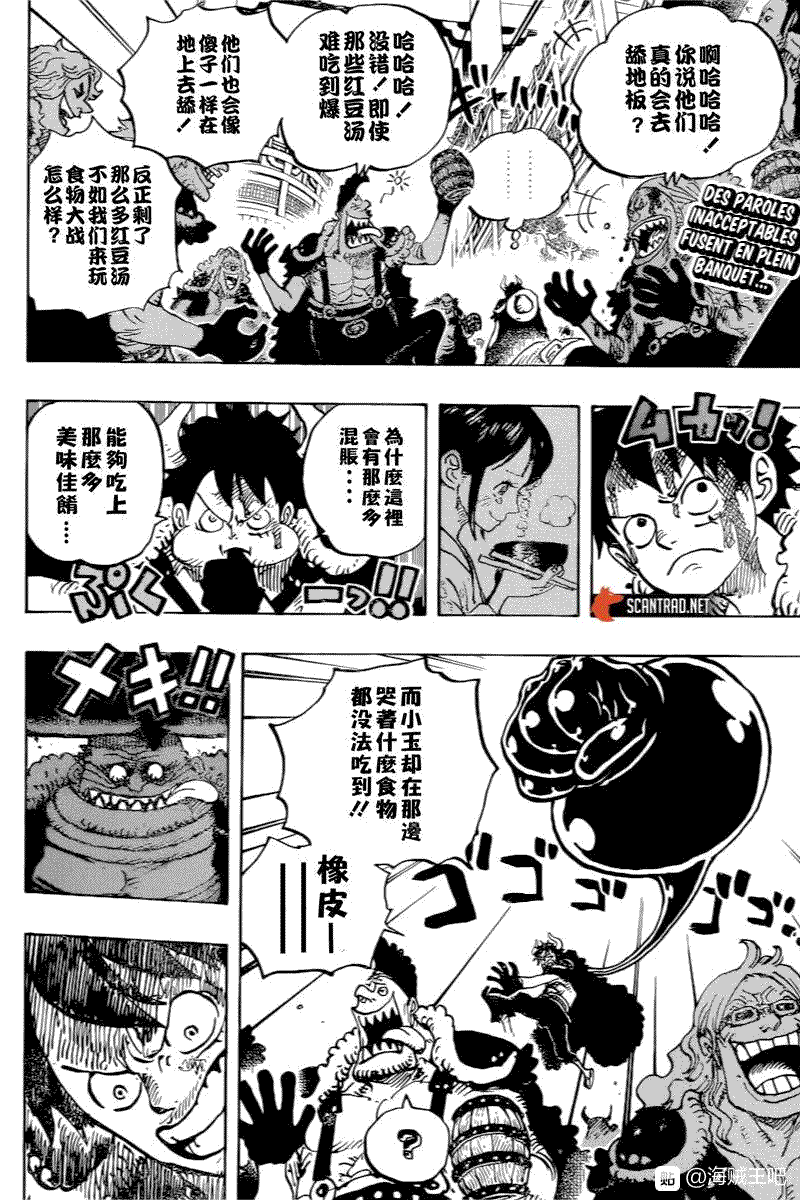 啊哈哈哈！
你说他们
真的会去
舔地板？
DES PAROLES
INACCEPTABLES
FUSENT EN PLEIN
BANQUET...
哈哈哈！
没错！即使
那些红豆汤
难吃到爆
他们也会像
傻子一样在
地上去舔！
反正剩了
那么多红豆汤
不如我们来玩
食物大战
怎么样？
ムカッ！
SCANTRAD.NET
為什麼這裡
會有那麼多
混賬····
能夠吃上
那麼多
美味佳餚
····
ぷくーっ！！
而小玉却在那邊
哭著什麼食物
都没法吃到!!
橡皮
ゴゴゴゴ
メキ！！
?
贴 @海贼王吧